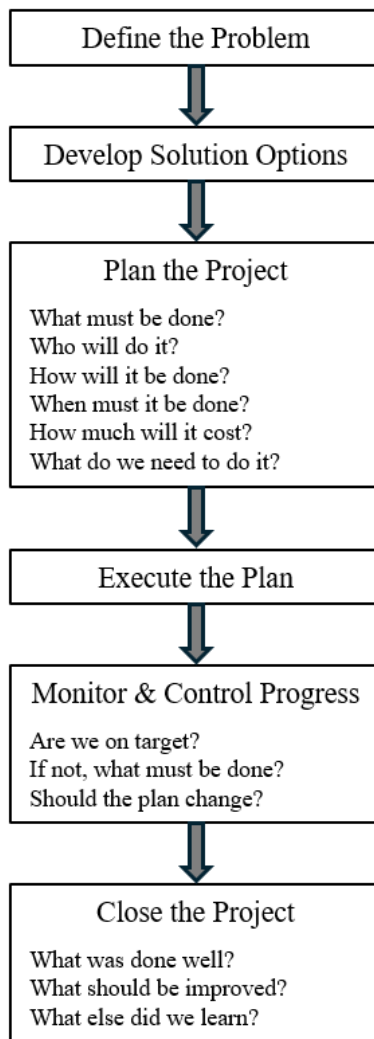 Define the Problem
Develop Solution Options
Plan the Project
What must be done?
Who will do it?
How will it be done?
When must it be done?
How much will it cost?
What do we need to do it?
Execute the Plan
Monitor & Control Progress
Are we on target?
If not, what must be done?
Should the plan change?
Close the Project
What was done well?
What should be improved?
What else did we learn?